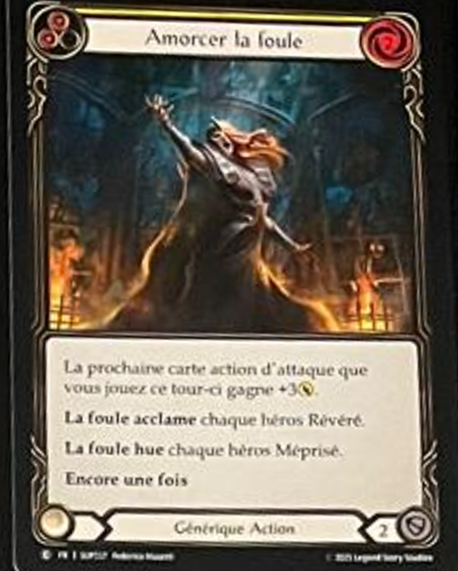 Amorcer la foule
La prochaine carte action d'attaque que
vous jouez ce tour-ci gagne +3
La foule acclame chaque héros Révéré.
La foule hue chaque héros Méprisé.
Encore une fois
Générique Action
2
C FR SUP227 Federico Musetti
© 2025 Legend Story Studios